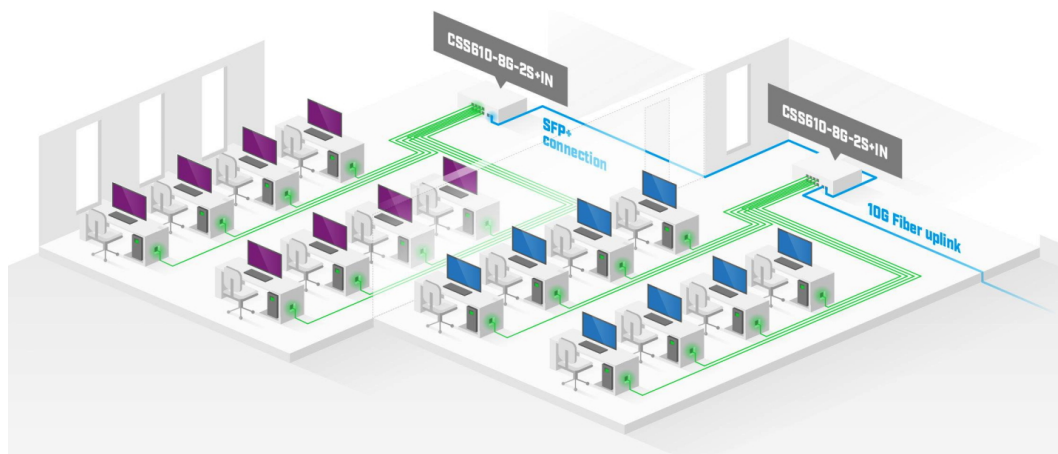 CSS610-8G-2S+IN
SFP+
connection
CSS610-8G-2S+IN
10G Fiber uplink